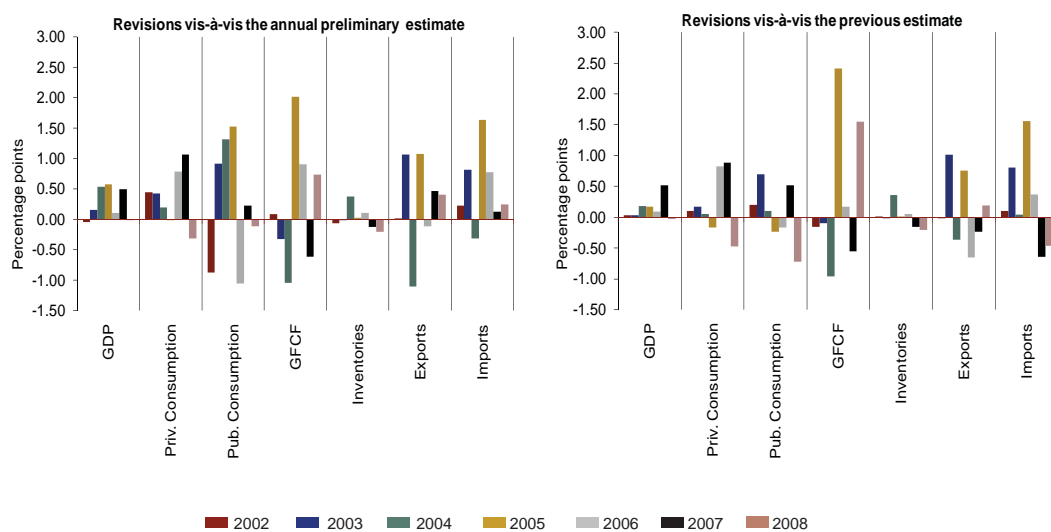 Revisions vis-à-vis the annual preliminary estimate
3.00
2.50
2.00
1.50
1.00
0.50
0.00
-0.50
-1.00
-1.50
Percentage points
GDP
Priv. Consumption
Pub. Consumption
GFCF
Inventories
Exports
Imports
Revisions vis-à-vis the previous estimate
3.00
2.50
2.00
1.50
1.00
0.50
0.00
-0.50
-1.00
-1.50
Percentage points
GDP
Priv. Consumption
Pub. Consumption
GFCF
Inventories
Exports
Imports
2002 2003 2004 2005 2006 2007 2008